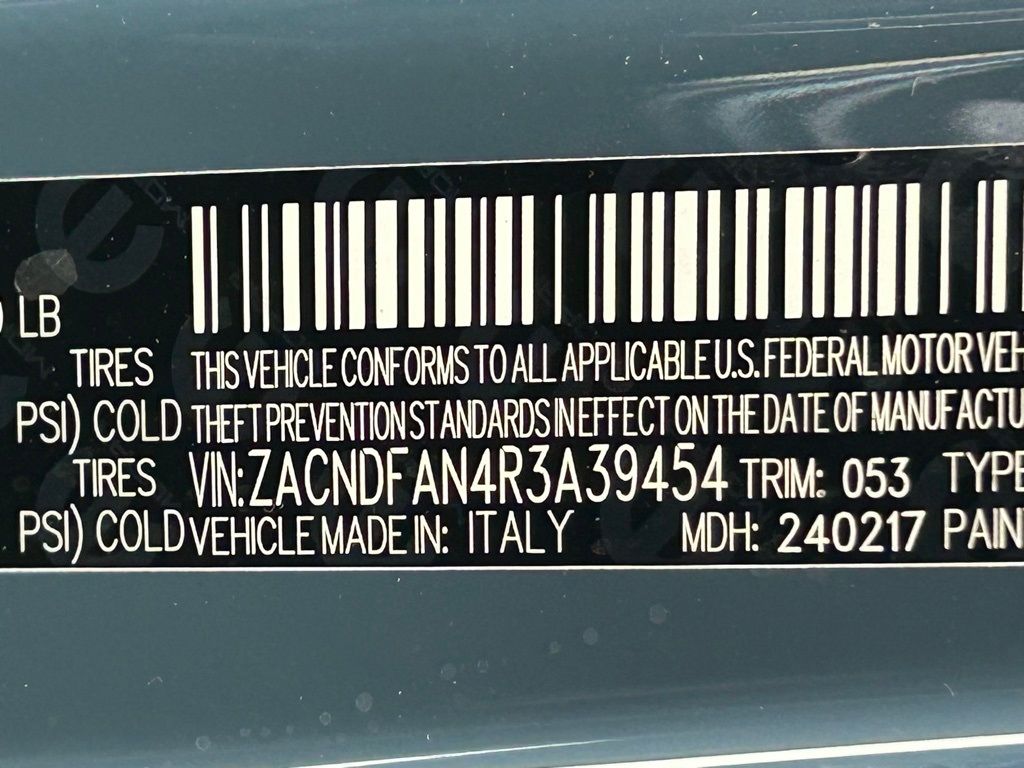 LB
TIRES THIS VEHICLE CONFORMS TO ALL APPLICABLE U.S. FEDERAL MOTOR VEH
PSI) COLD THEFT PREVENTION STANDARDS IN EFFECT ON THE DATE OF MANUFACTU
TIRES VIN: ZACNDFAN4R3A39454 TRIM: 053 TYPE
PSI) COLD VEHICLE MADE IN: ITALY MDH: 240217 PAIN